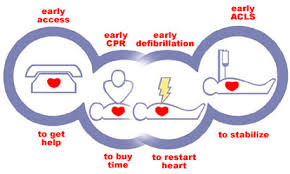 early
access
early
CPR
early
defibrillation
early
ACLS
to get
help
to buy
time
to restart
heart
to stabilize